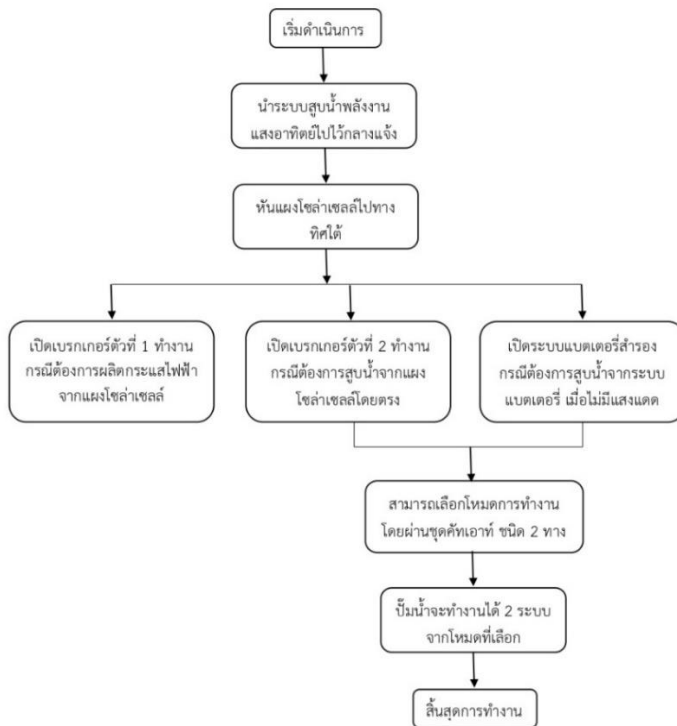 เริ่มดำเนินการ
นำระบบสูบน้ำพลังงาน
แสงอาทิตย์ไปไว้กลางแจ้ง
หันแผงโซล่าเซลล์ไปทาง
ทิศใต้
เปิดเบรกเกอร์ตัวที่ 1 ทำงาน
กรณีต้องการผลิตกระแสไฟฟ้า
จากแผงโซล่าเซลล์
เปิดเบรกเกอร์ตัวที่ 2 ทำงาน
กรณีต้องการสูบน้ำจากแผง
โซล่าเซลล์โดยตรง
เปิดระบบแบตเตอรี่สำรอง
กรณีต้องการสูบน้ำจากระบบ
แบตเตอรี่ เมื่อไม่มีแสงแดด
สามารถเลือกโหมดการทำงาน
โดยผ่านชุดคัทเอาท์ ชนิด 2 ทาง
ปั๊มน้ำจะทำงานได้ 2 ระบบ
จากโหมดที่เลือก
สิ้นสุดการทำงาน